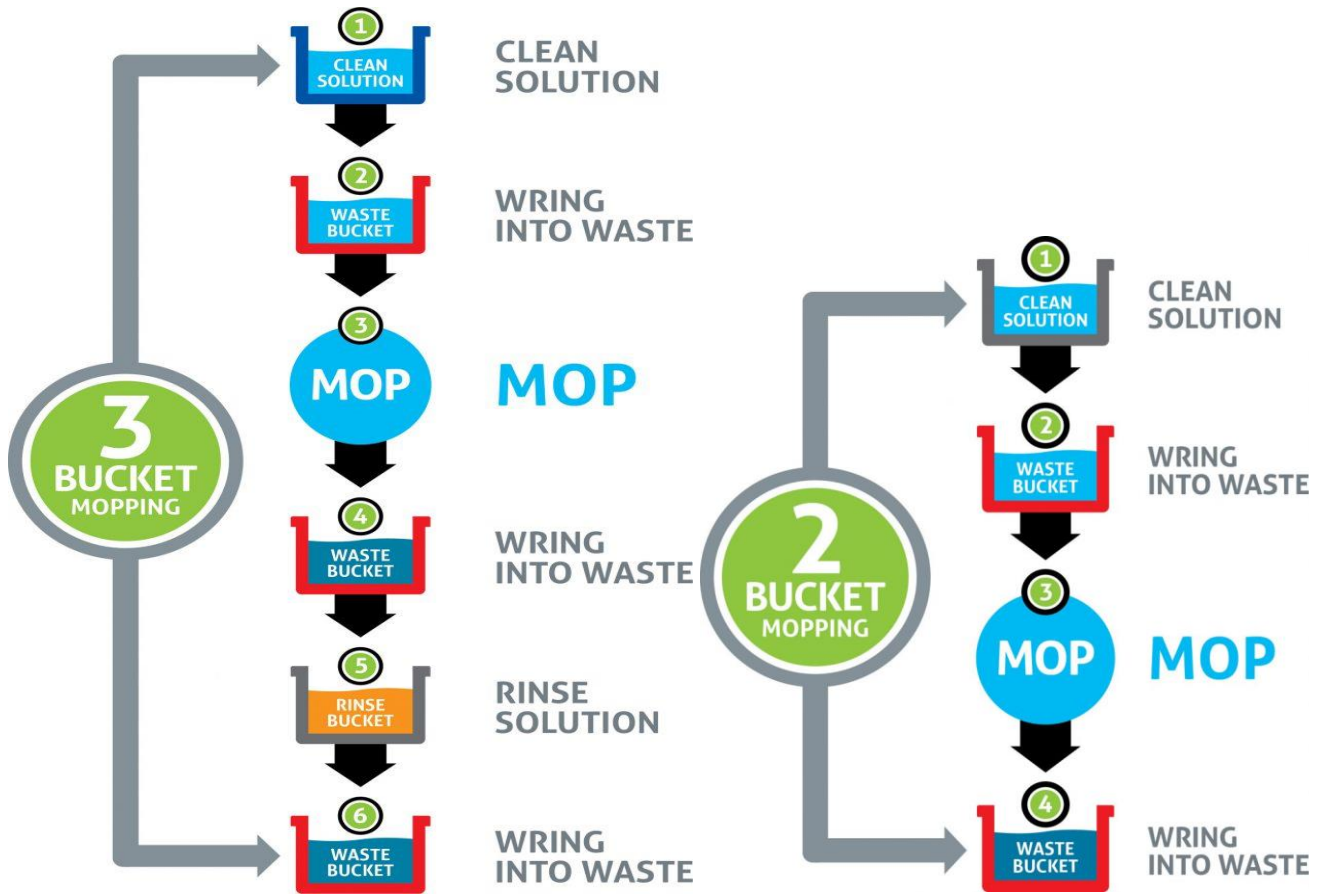 3
BUCKET
MOPPING
1
CLEAN
SOLUTION
CLEAN
SOLUTION
2
WASTE
BUCKET
WRING
INTO WASTE
3
MOP
MOP
4
WASTE
BUCKET
WRING
INTO WASTE
5
RINSE
BUCKET
RINSE
SOLUTION
6
WASTE
BUCKET
WRING
INTO WASTE
2
BUCKET
MOPPING
1
CLEAN
SOLUTION
CLEAN
SOLUTION
2
WASTE
BUCKET
WRING
INTO WASTE
3
MOP
MOP
4
WASTE
BUCKET
WRING
INTO WASTE